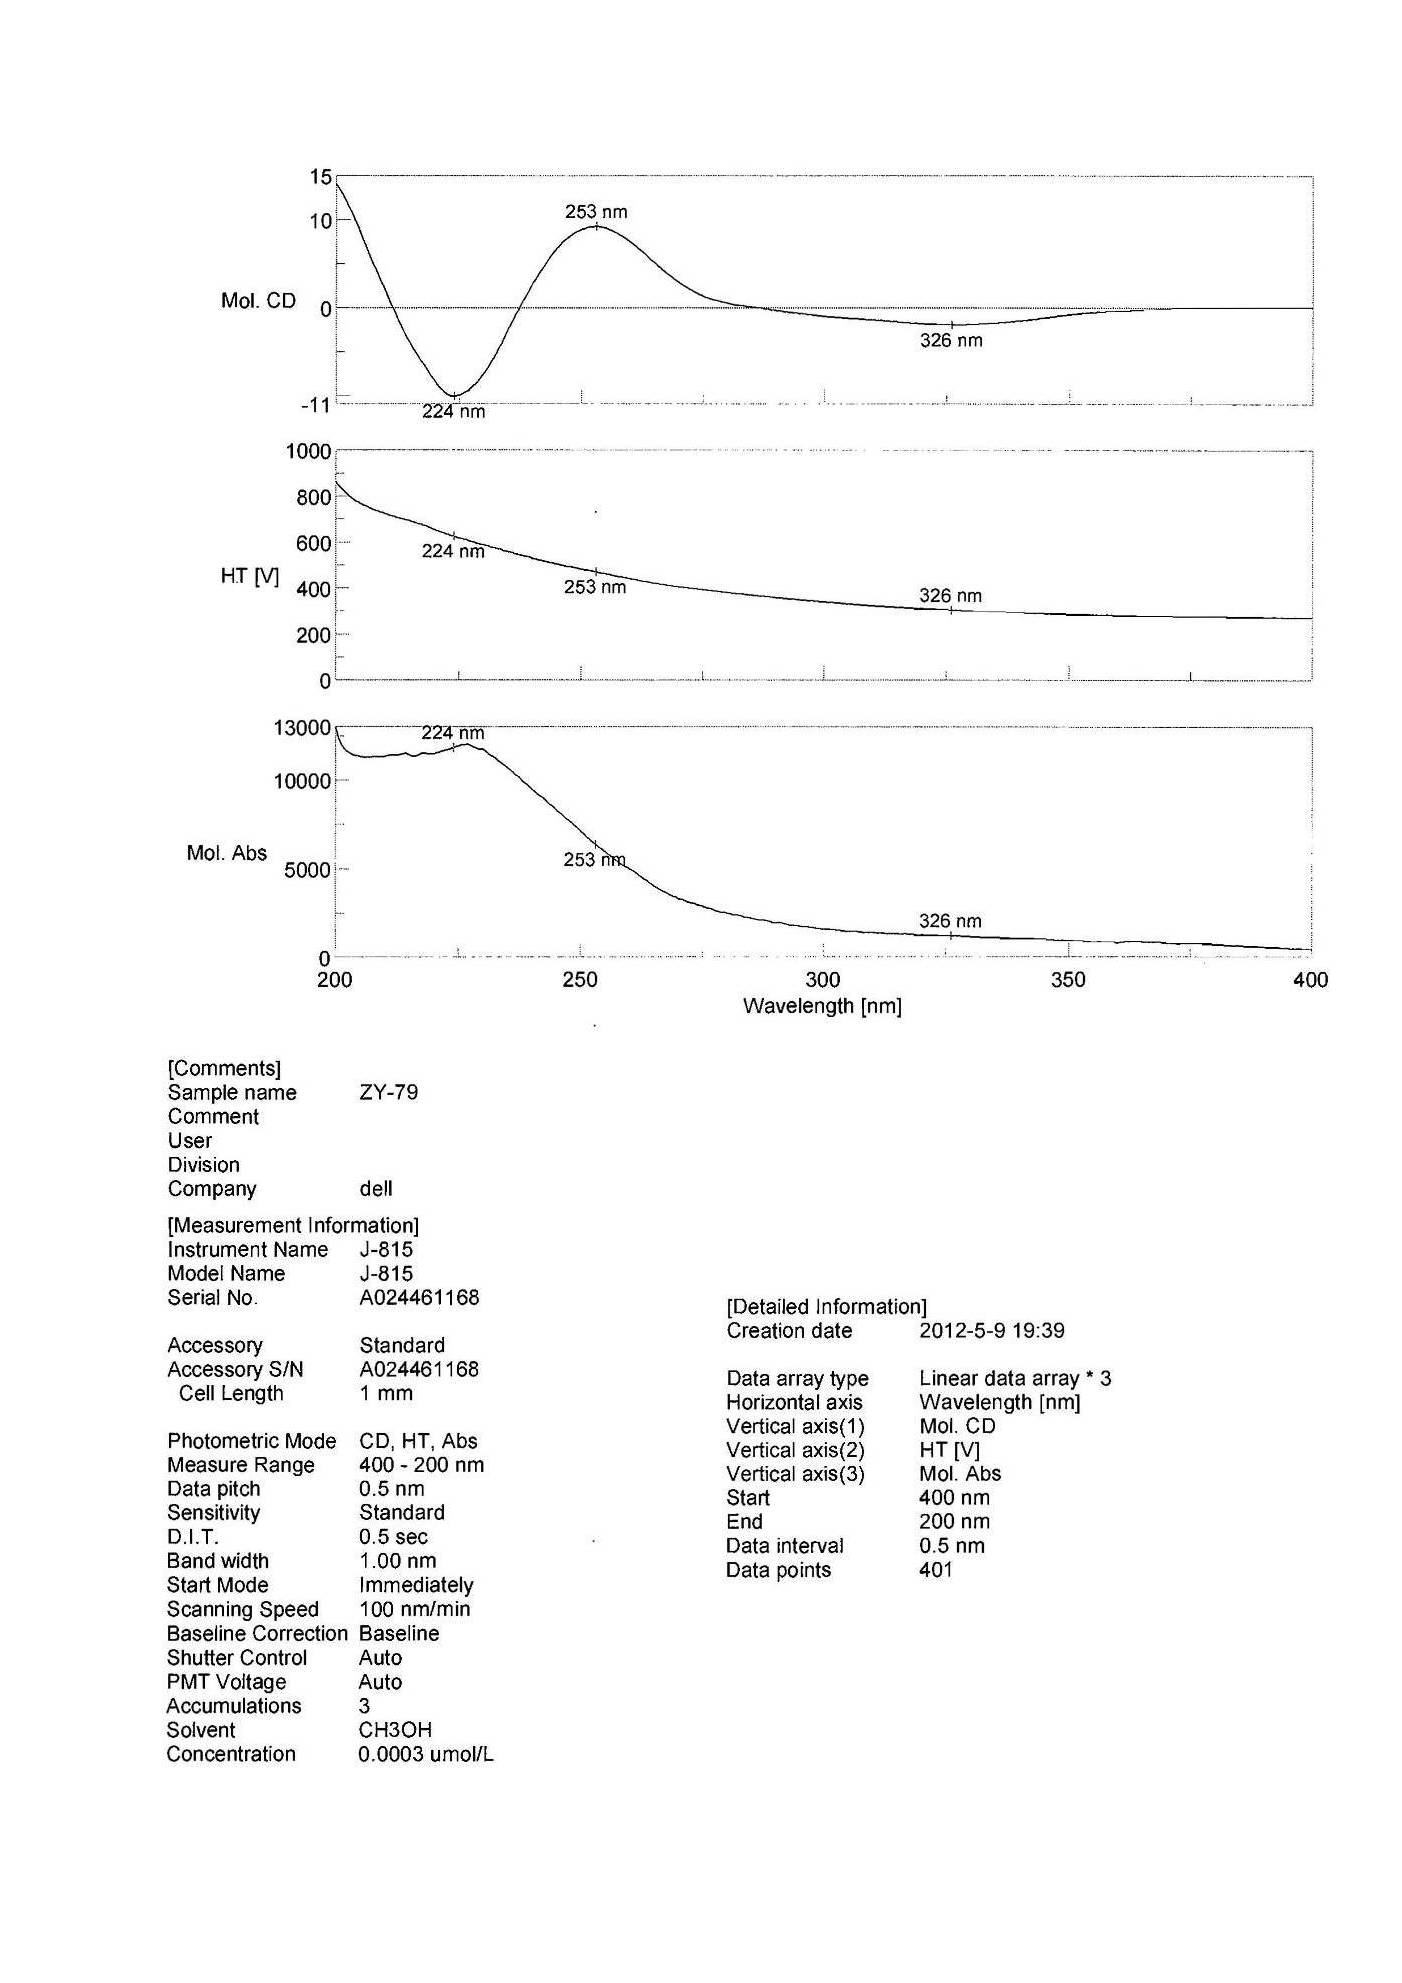 15
253 nm
10
Mol. CD
0
326 nm
-11
224 nm
1000
800
600
224 nm
HT [V]
400
253 nm
326 nm
200
0
13000
224 nm
10000
Mol. Abs
253 nm
5000
326 nm
0
200 250 300 350 400
Wavelength [nm]
[Comments]
Sample name ZY-79
Comment
User
Division
Company dell
[Measurement Information]
Instrument Name J-815
Model Name J-815
Serial No. A024461168
Accessory Standard
Accessory S/N A024461168
Cell Length 1 mm
Photometric Mode CD, HT, Abs
Measure Range 400 - 200 nm
Data pitch 0.5 nm
Sensitivity Standard
D.I.T. 0.5 sec
Band width 1.00 nm
Start Mode Immediately
Scanning Speed 100 nm/min
Baseline Correction Baseline
Shutter Control Auto
PMT Voltage Auto
Accumulations 3
Solvent CH3OH
Concentration 0.0003 umol/L
[Detailed Information]
Creation date 2012-5-9 19:39
Data array type Linear data array * 3
Horizontal axis Wavelength [nm]
Vertical axis(1) Mol. CD
Vertical axis(2) HT [V]
Vertical axis(3) Mol. Abs
Start 400 nm
End 200 nm
Data interval 0.5 nm
Data points 401